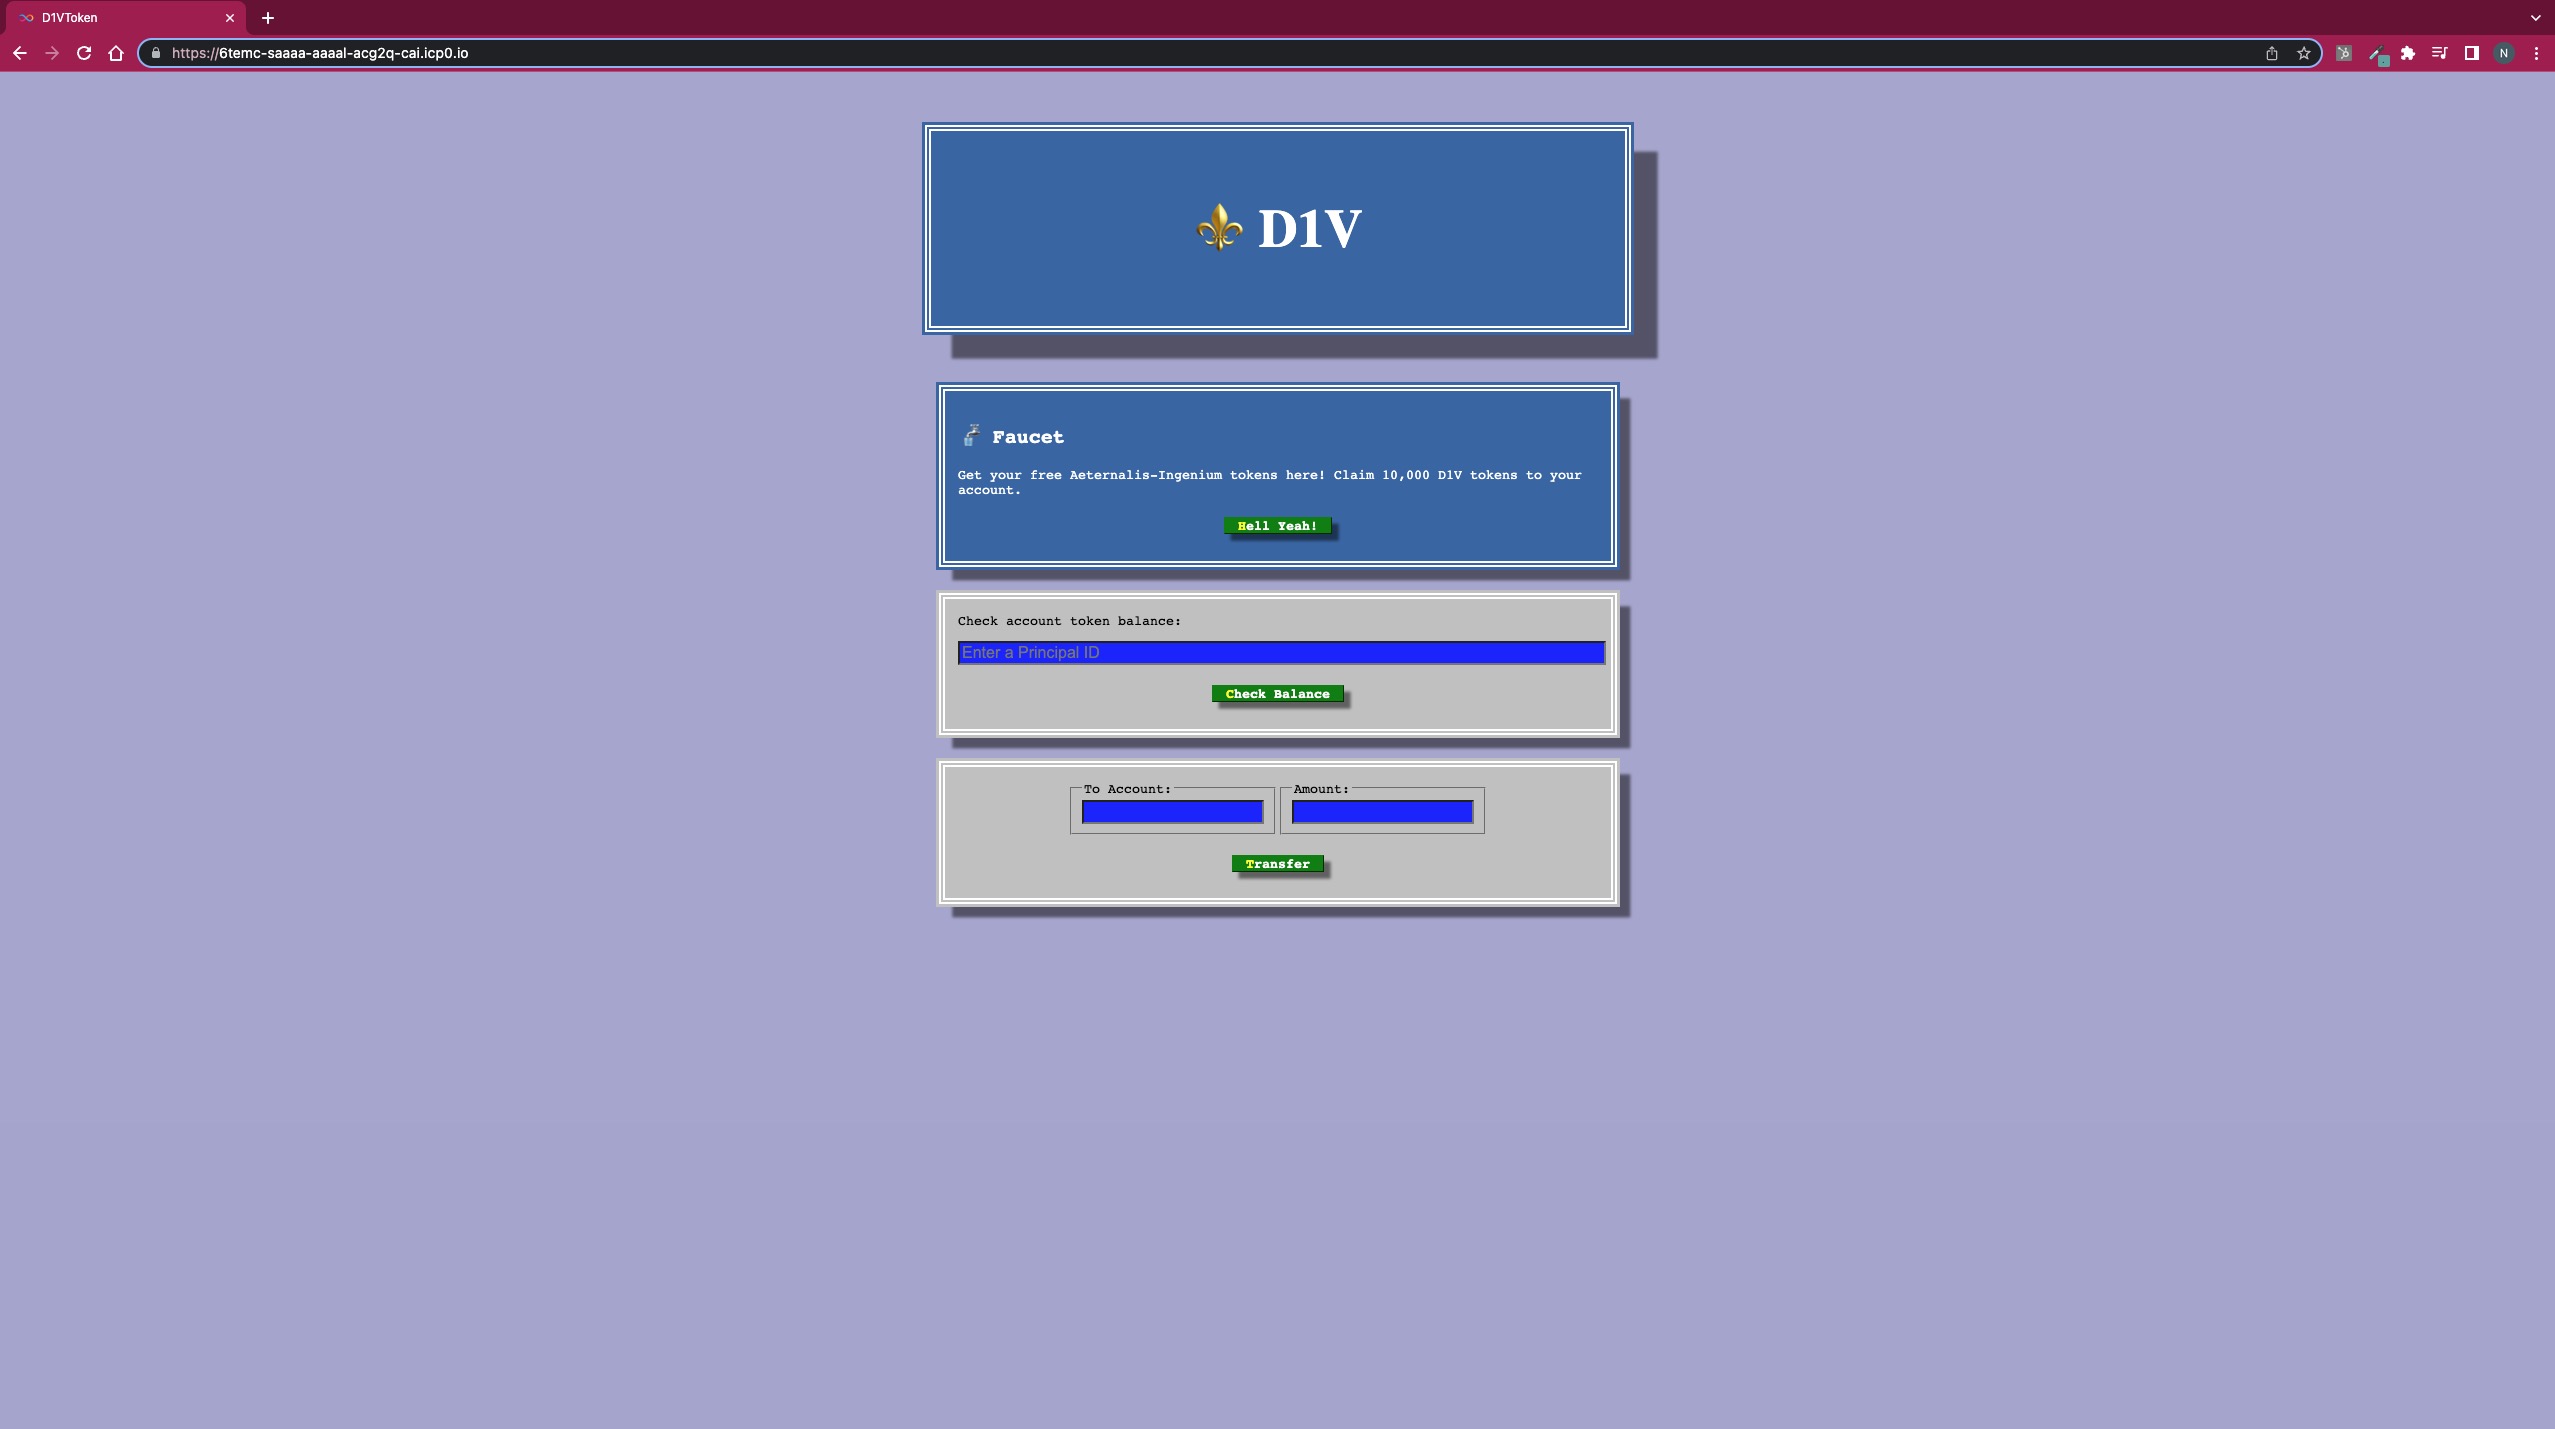 D1VToken
https://6temc-saaaa-aaaal-acg2q-cai.icp0.io
N
D1V
Faucet
Get your free Aeternalis-Ingenium tokens here! Claim 10,000 D1V tokens to your
account.
Hell Yeah!
Check account token balance:
Enter a Principal ID
Check Balance
To Account: Amount:
Transfer